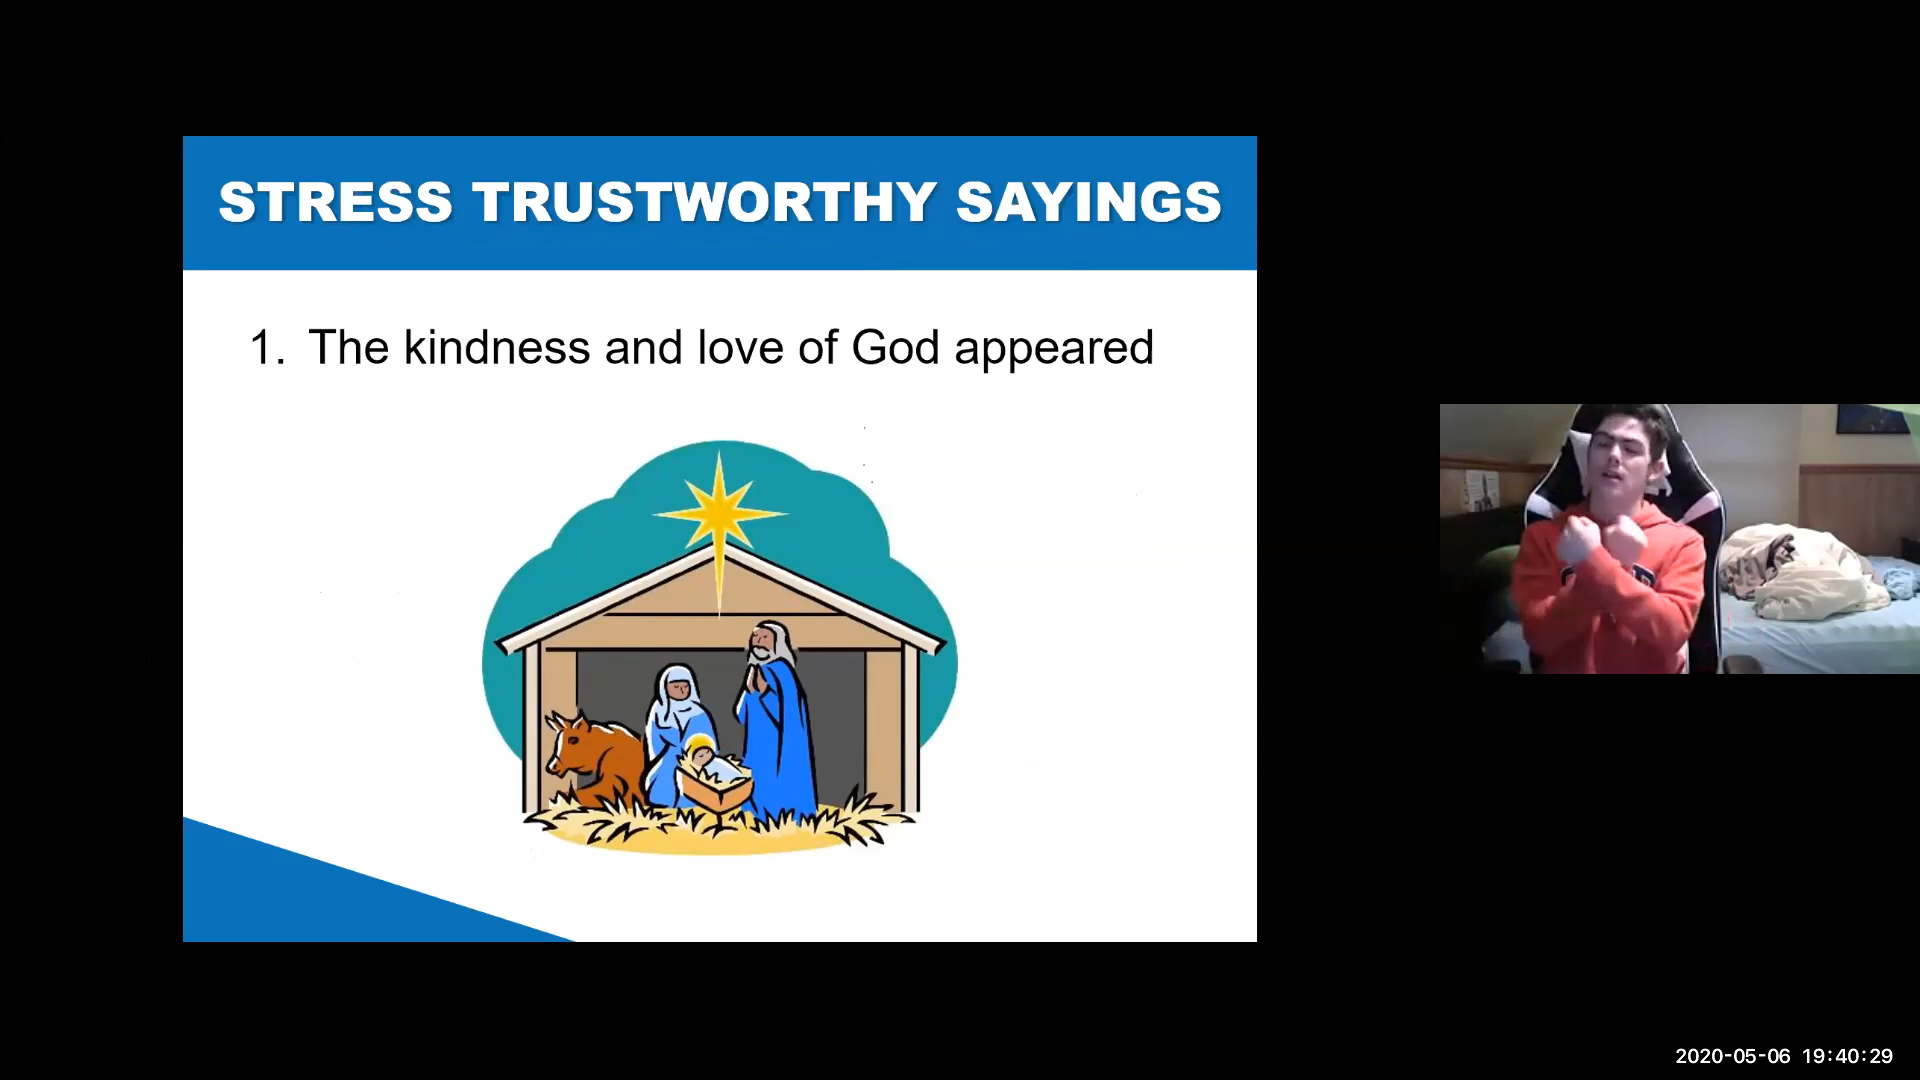 STRESS TRUSTWORTHY SAYINGS
1. The kindness and love of God appeared
2020-05-06 19:40:29